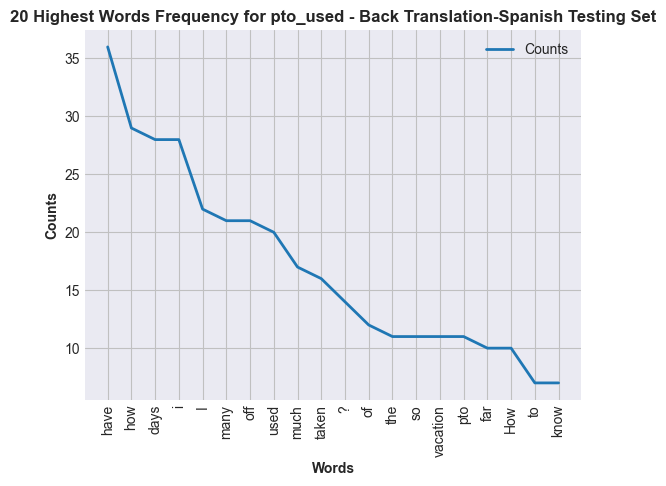 20 Highest Words Frequency for pto_used - Back Translation-Spanish Testing Set
Counts
35
30
25
20
15
10
Counts
have
how
days
i
I
many
off
used
much
taken
?
of
the
so
vacation
pto
far
How
to
know
Words